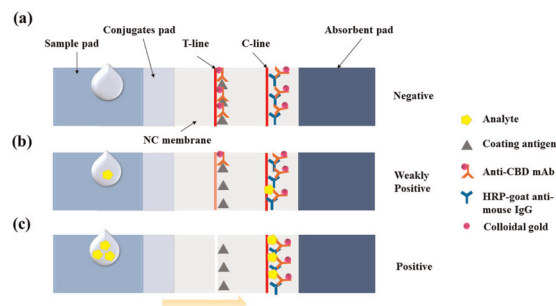 (a)
Conjugates pad
Absorbent pad
Sample pad
T-line
C-line
Negative
NC membrane
Analyte
Coating antigen
(b)
Anti-CBD mAb
Weakly
Positive
HRP-goat anti-
mouse IgG
Colloidal gold
(c)
Positive